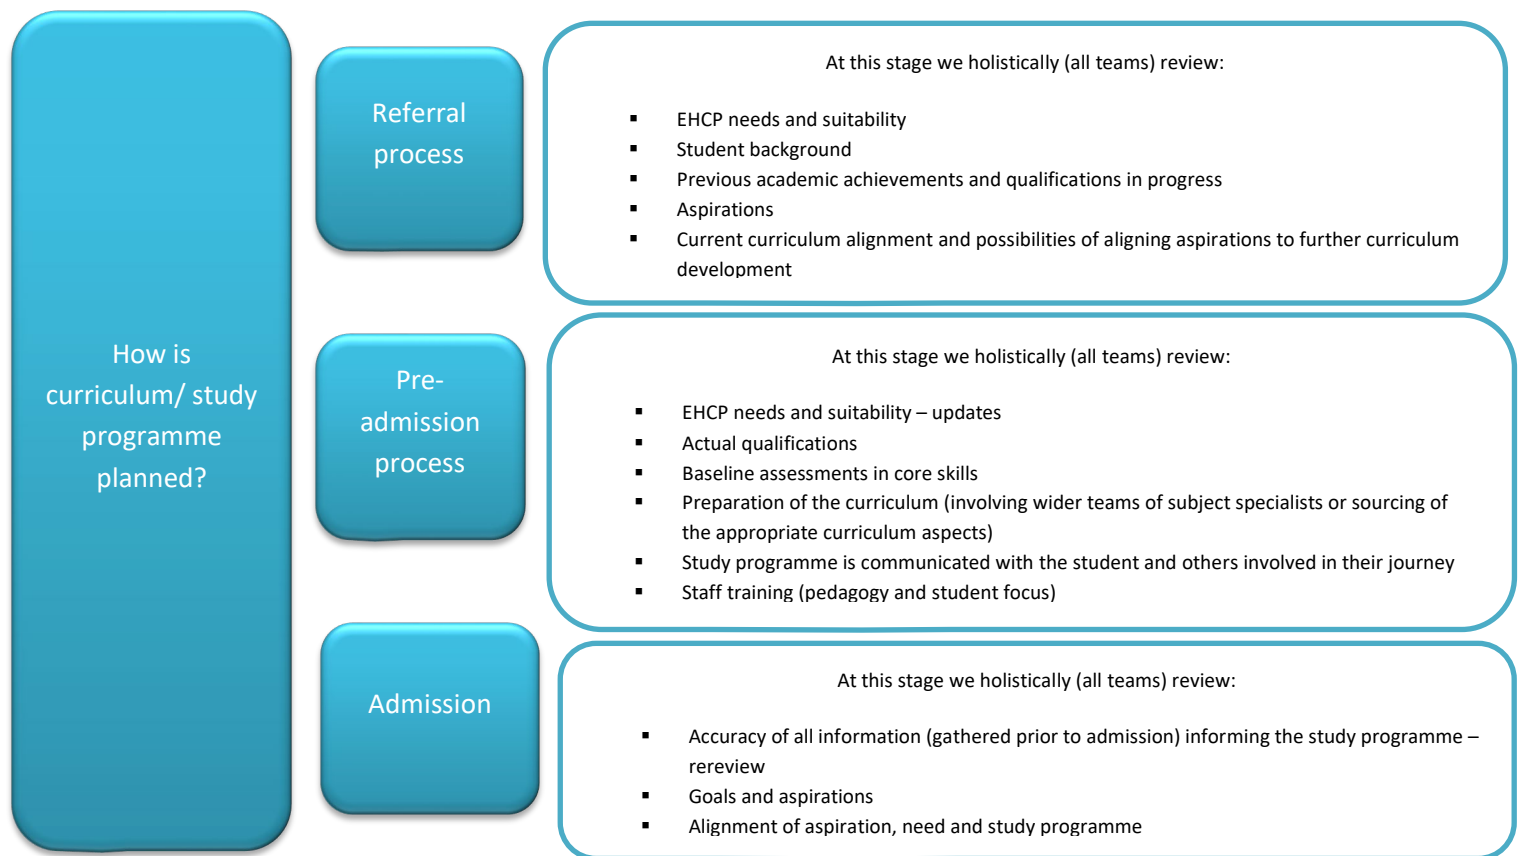 How is
curriculum/ study
programme
planned?
Referral
process
At this stage we holistically (all teams) review:
▪ EHCP needs and suitability
▪ Student background
▪ Previous academic achievements and qualifications in progress
▪ Aspirations
▪ Current curriculum alignment and possibilities of aligning aspirations to further curriculum
development
Pre-
admission
process
At this stage we holistically (all teams) review:
▪ EHCP needs and suitability – updates
▪ Actual qualifications
▪ Baseline assessments in core skills
▪ Preparation of the curriculum (involving wider teams of subject specialists or sourcing of
the appropriate curriculum aspects)
▪ Study programme is communicated with the student and others involved in their journey
▪ Staff training (pedagogy and student focus)
Admission
At this stage we holistically (all teams) review:
▪ Accuracy of all information (gathered prior to admission) informing the study programme –
rereview
▪ Goals and aspirations
▪ Alignment of aspiration, need and study programme